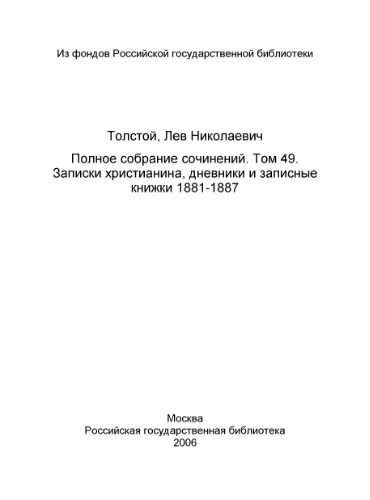 Из фондов Российской государственной библиотеки
Толстой, Лев Николаевич
Полное собрание сочинений. Том 49.
Записки христианина, дневники и записные
книжки 1881-1887
Москва
Российская государственная библиотека
2006